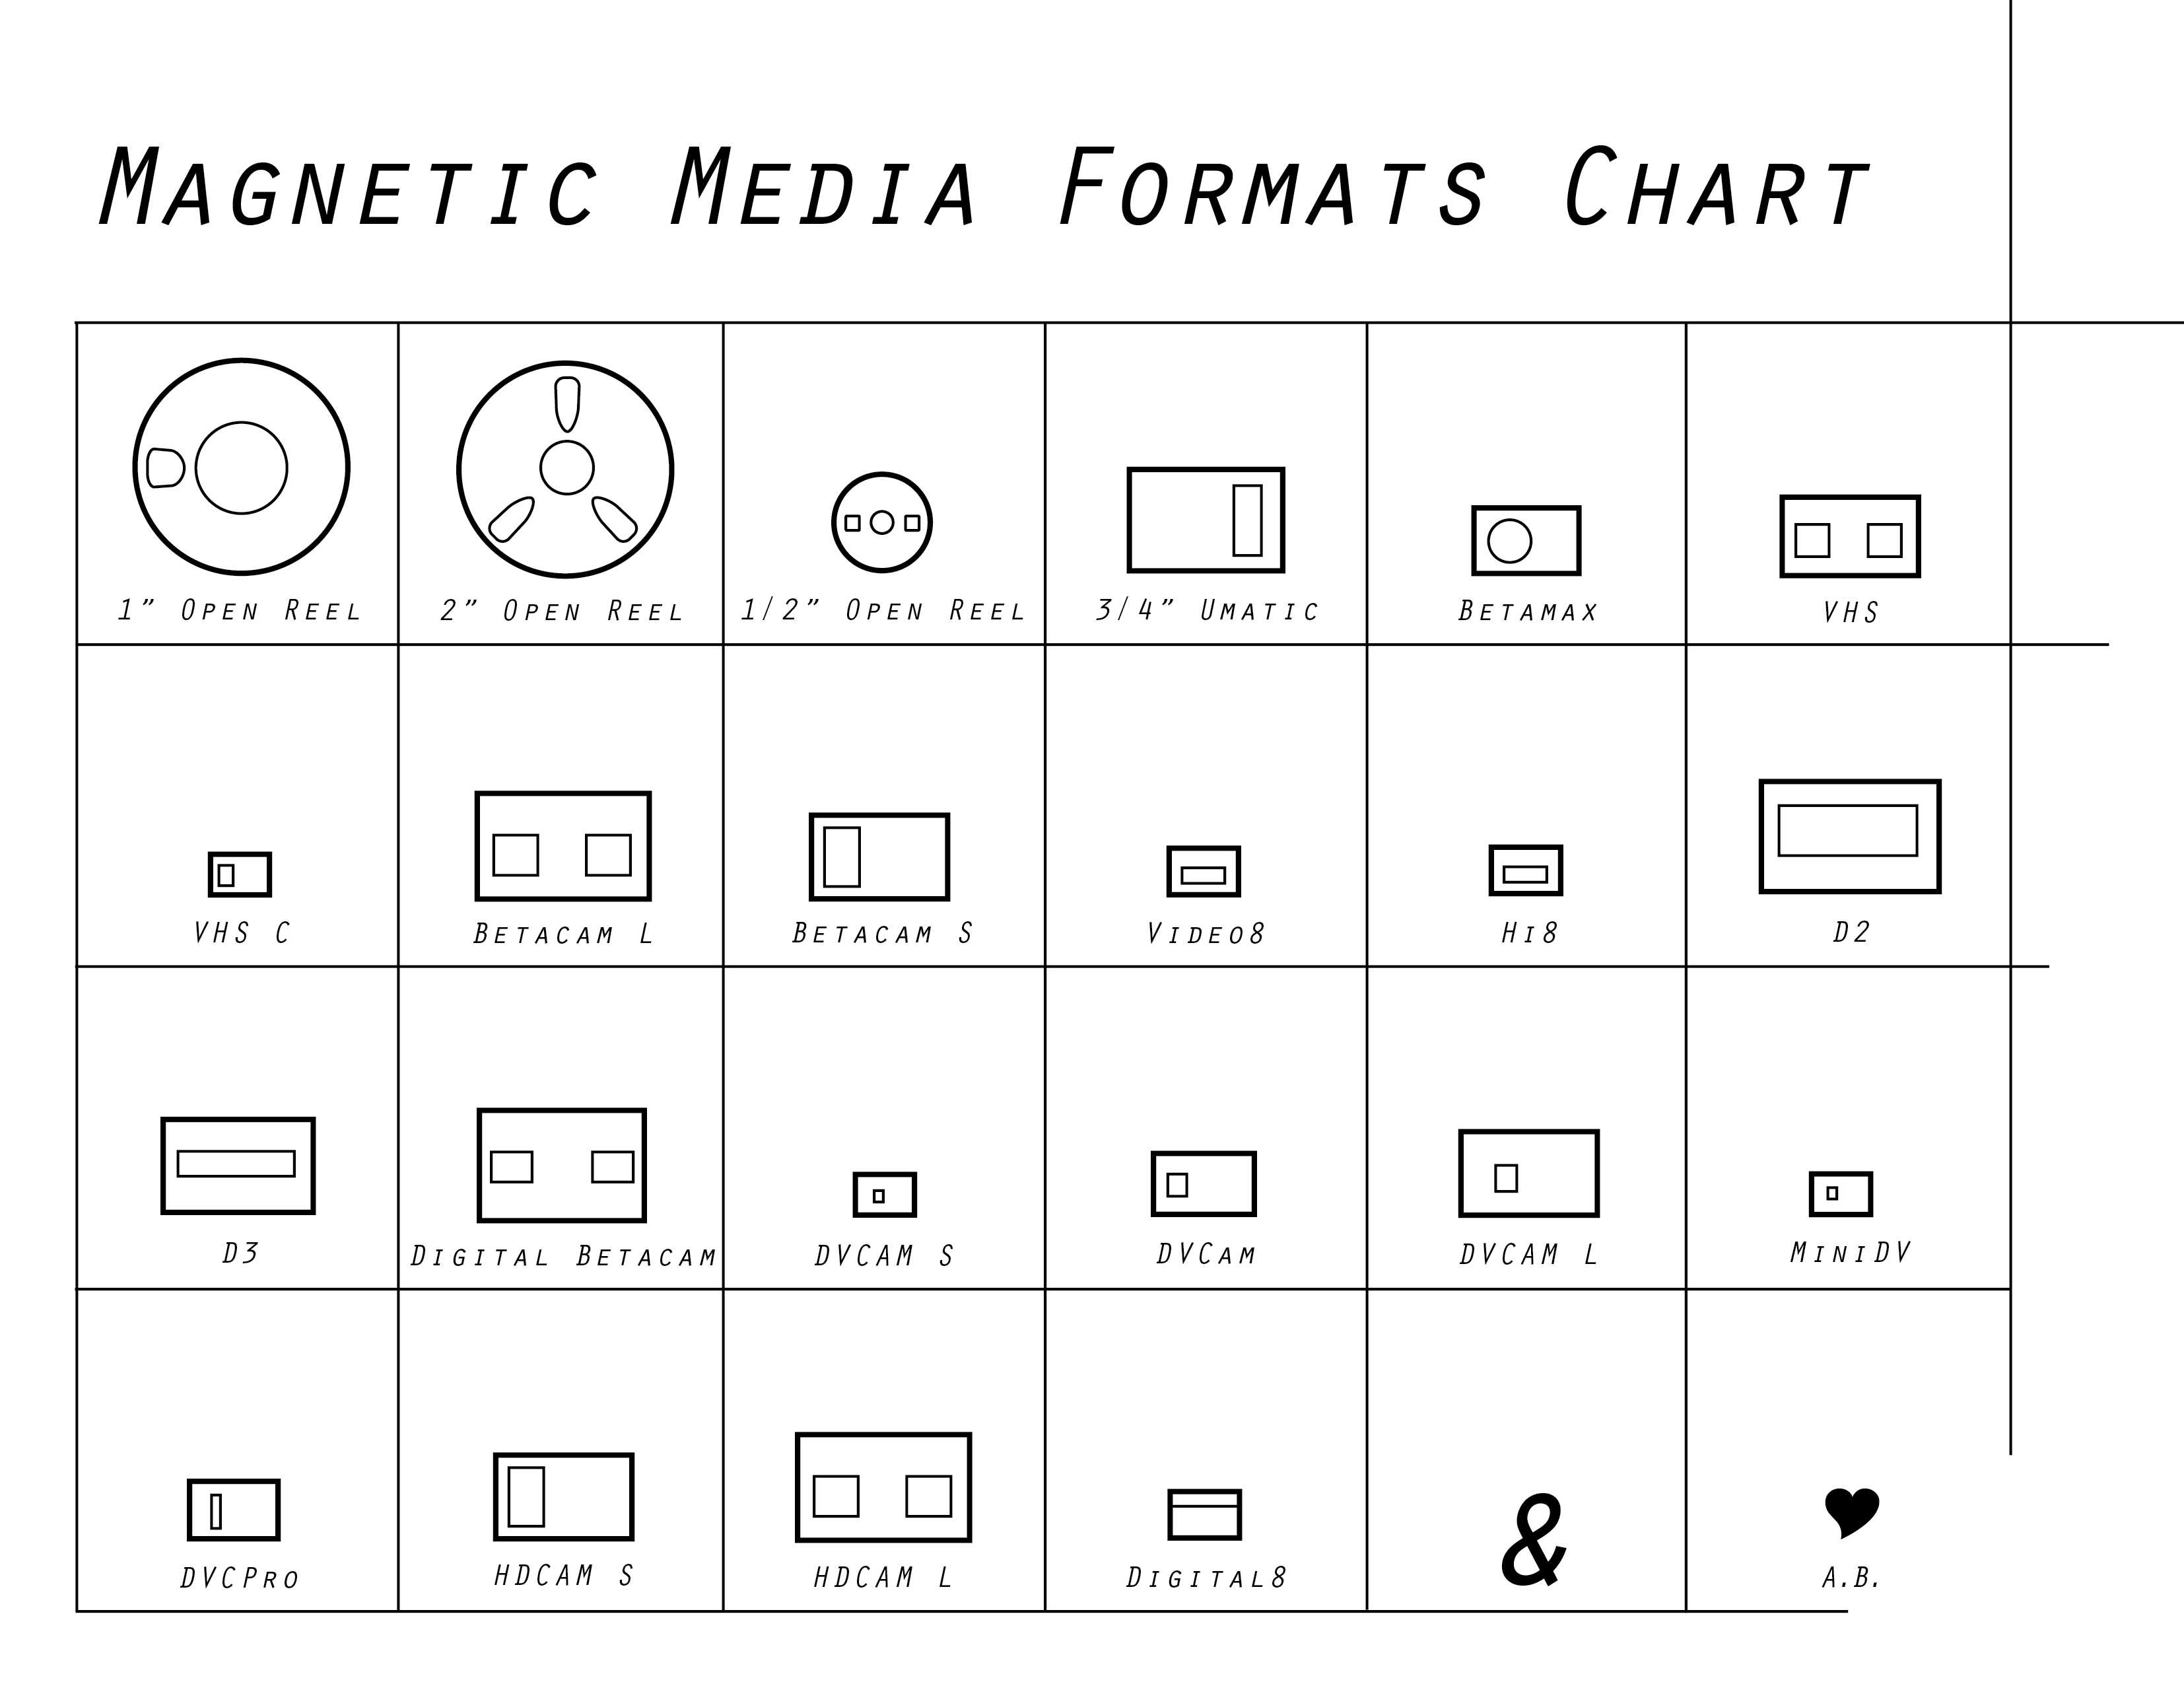 Magnetic Media Formats Chart
1” Open Reel
2” Open Reel
1/2” Open Reel
3/4” Umatic
Betamax
VHS
VHS C
Betacam L
Betacam S
Video8
Hi8
D2
D3
Digital Betacam
DVCAM S
DVCam
DVCAM L
MiniDV
DVCPro
HDCAM S
HDCAM L
Digital8
&
A.B.